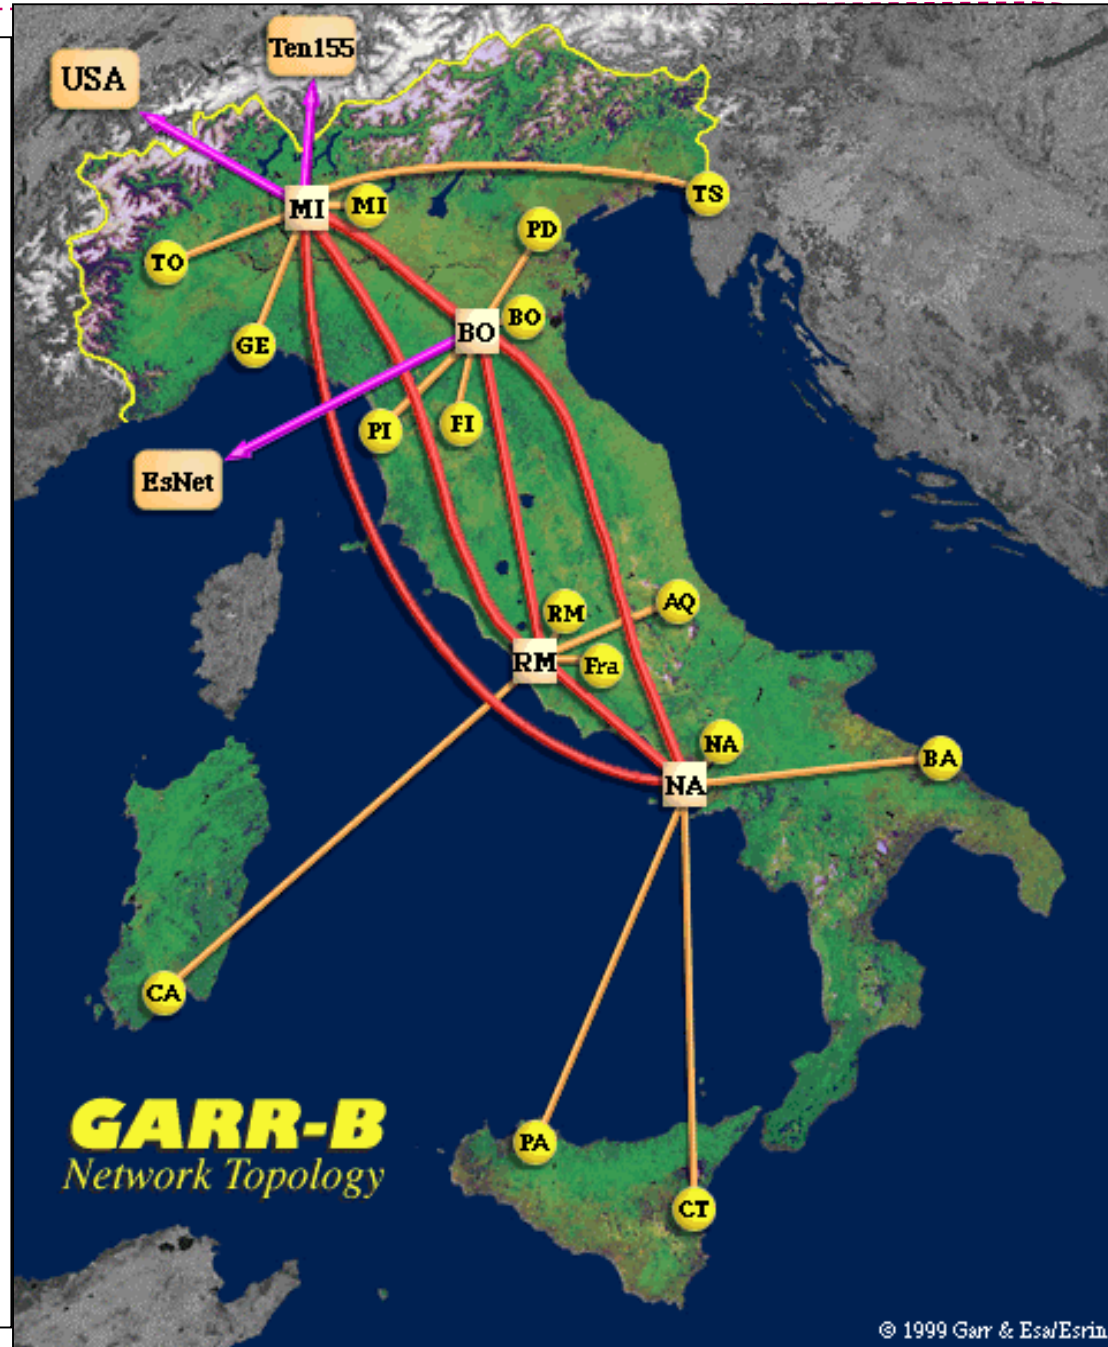 Ten155
USA
TS
MI
MI
PD
TO
BO
BO
GE
PI
FI
EsNet
RM
AQ
RM
Fra
NA
BA
NA
CA
GARR-B
Network Topology
PA
CT
© 1999 Garr & Esa/Esrin